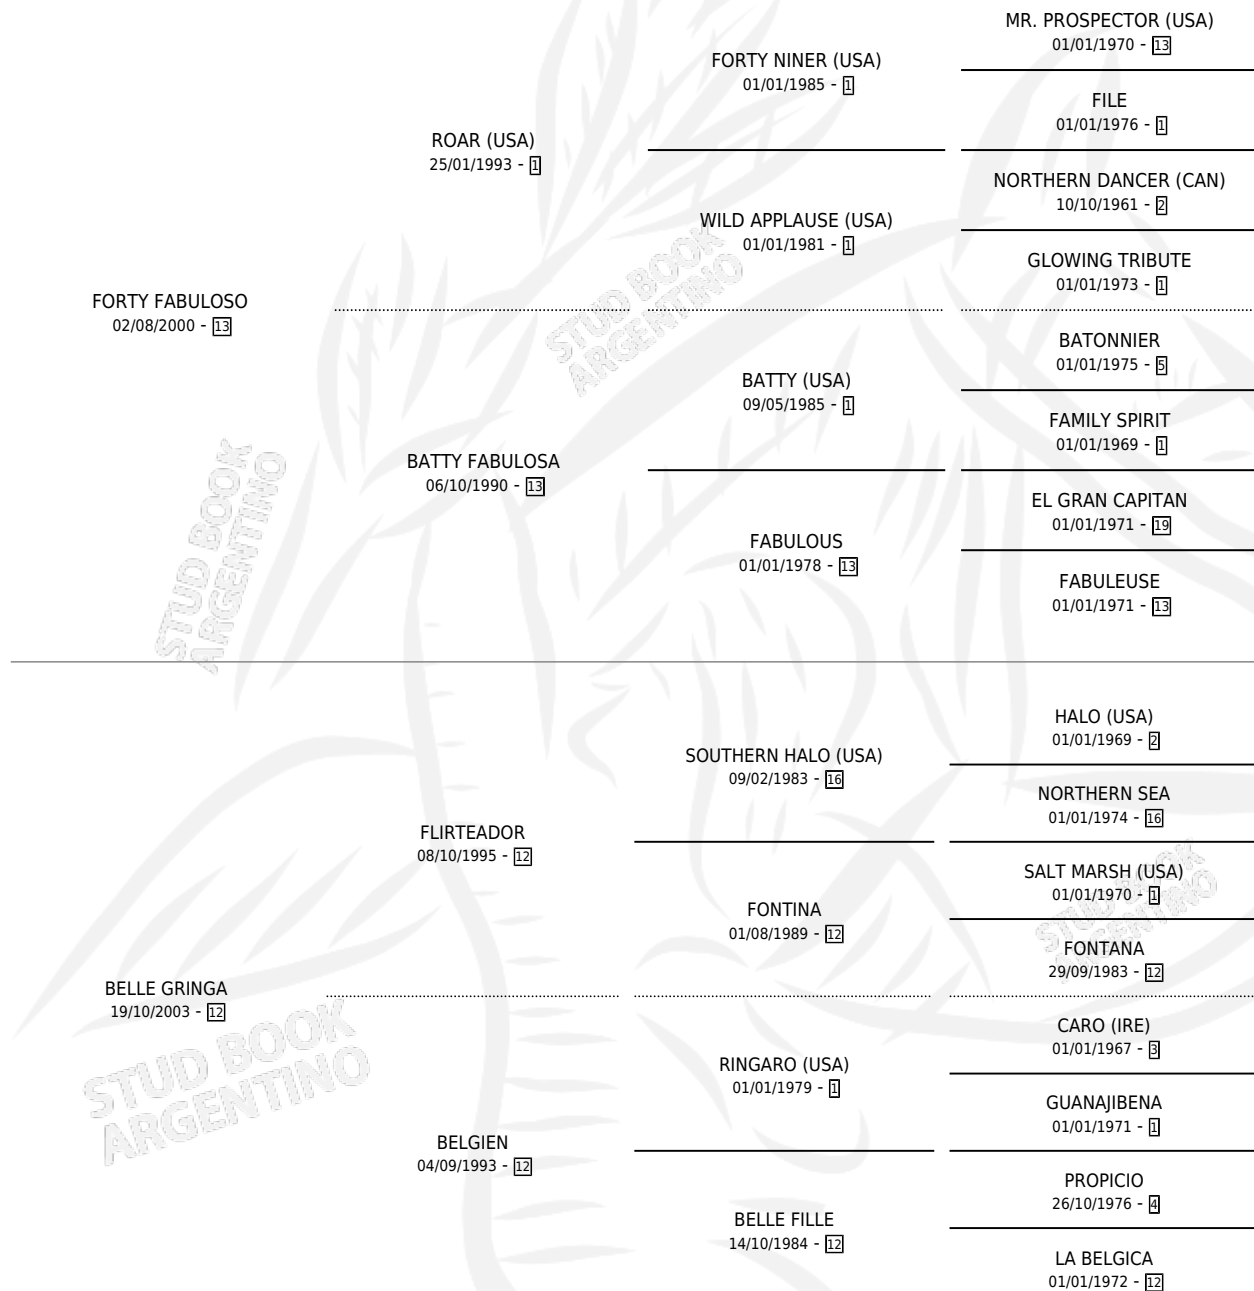 MR. PROSPECTOR (USA)
01/01/1970 - 13
FORTY NINER (USA)
01/01/1985 - 1
FILE
01/01/1976 - 1
ROAR (USA)
25/01/1993 - 1
NORTHERN DANCER (CAN)
10/10/1961 - 2
WILD APPLAUSE (USA)
01/01/1981 - 1
GLOWING TRIBUTE
01/01/1973 - 1
FORTY FABULOSO
02/08/2000 - 13
STUD BOOK
ARGENTINO
BATONNIER
01/01/1975 - 5
BATTY (USA)
09/05/1985 - 1
FAMILY SPIRIT
01/01/1969 - 1
BATTY FABULOSA
06/10/1990 - 13
EL GRAN CAPITAN
01/01/1971 - 19
FABULOUS
01/01/1978 - 13
FABULEUSE
01/01/1971 - 13
STUD BOOK
ARGENTINO
HALO (USA)
01/01/1969 - 2
SOUTHERN HALO (USA)
09/02/1983 - 16
NORTHERN SEA
01/01/1974 - 16
FLIRTEADOR
08/10/1995 - 12
SALT MARSH (USA)
01/01/1970 - 1
FONTINA
01/08/1989 - 12
FONTANA
29/09/1983 - 12
STUD BOOK
ARGENTINO
BELLE GRINGA
19/10/2003 - 12
CARO (IRE)
01/01/1967 - 3
RINGARO (USA)
01/01/1979 - 1
GUANAJIBENA
01/01/1971 - 1
STUD BOOK
ARGENTINO
BELGIEN
04/09/1993 - 12
PROPICIO
26/10/1976 - 4
BELLE FILLE
14/10/1984 - 12
LA BELGICA
01/01/1972 - 12